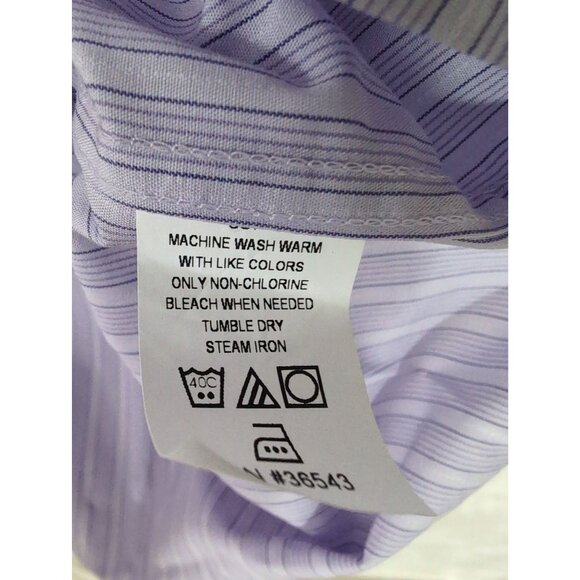 MACHINE WASH WARM
WITH LIKE COLORS
ONLY NON-CHLORINE
BLEACH WHEN NEEDED
TUMBLE DRY
STEAM IRON
40C
#36543